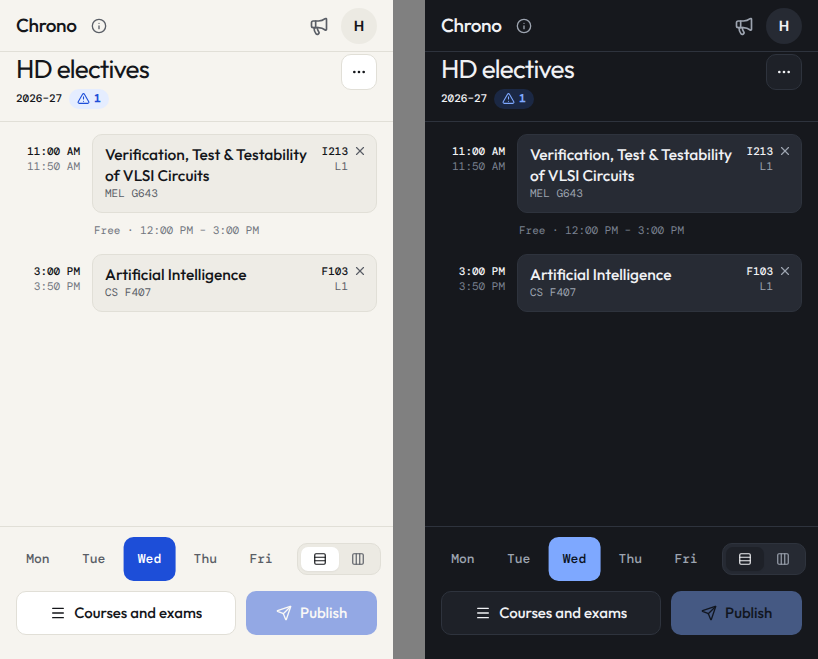 Chrono
H
HD electives
...
2026-27 1
11:00 AM
11:50 AM
Verification, Test & Testability
of VLSI Circuits
MEL G643
I213
L1
Free · 12:00 PM - 3:00 PM
3:00 PM
3:50 PM
Artificial Intelligence
CS F407
F103
L1
Mon Tue Wed Thu Fri
Courses and exams
Publish
Chrono
H
HD electives
...
2026-27 1
11:00 AM
11:50 AM
Verification, Test & Testability
of VLSI Circuits
MEL G643
I213
L1
Free · 12:00 PM - 3:00 PM
3:00 PM
3:50 PM
Artificial Intelligence
CS F407
F103
L1
Mon Tue Wed Thu Fri
Courses and exams
Publish